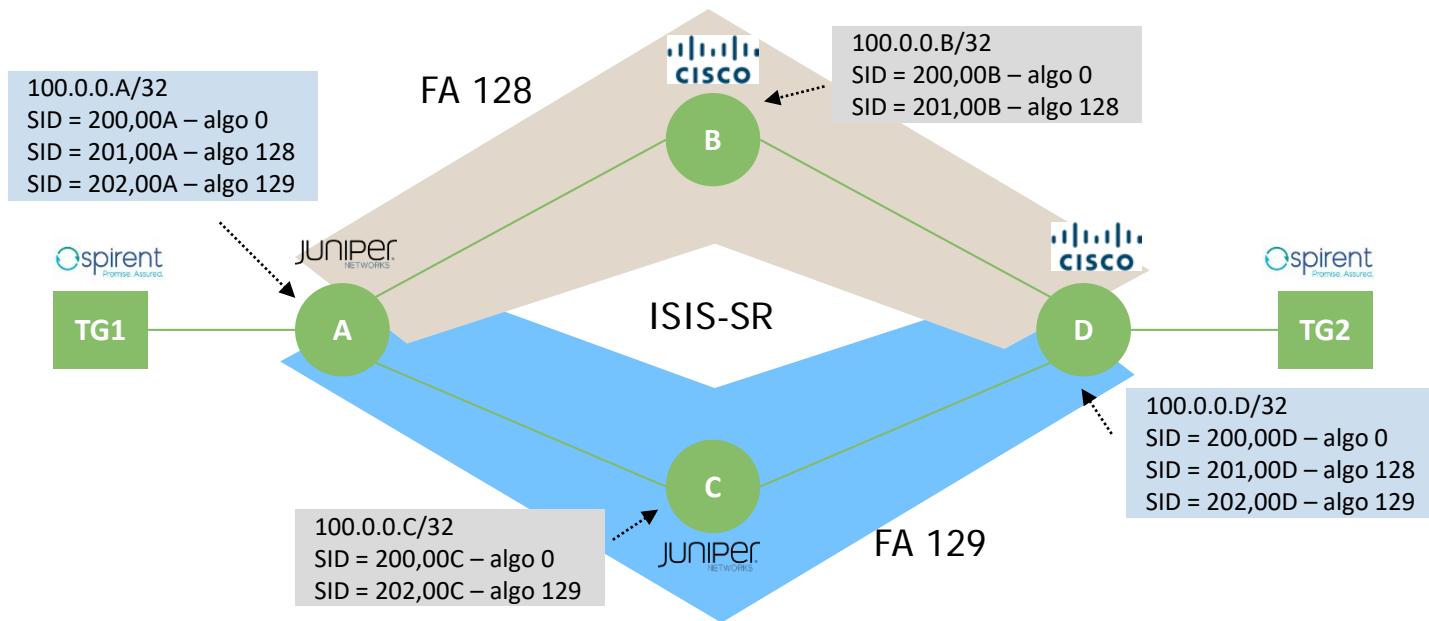 CISCO
100.0.0.B/32
SID = 200,00B – algo 0
SID = 201,00B – algo 128
FA 128
100.0.0.A/32
SID = 200,00A – algo 0
SID = 201,00A – algo 128
SID = 202,00A – algo 129
B
spirent
Promise. Assured.
JUNIPER
NETWORKS
CISCO
spirent
Promise. Assured.
TG1
A
ISIS-SR
D
TG2
100.0.0.D/32
SID = 200,00D – algo 0
SID = 201,00D – algo 128
SID = 202,00D – algo 129
C
100.0.0.C/32
SID = 200,00C – algo 0
SID = 202,00C – algo 129
JUNIPER
NETWORKS
FA 129